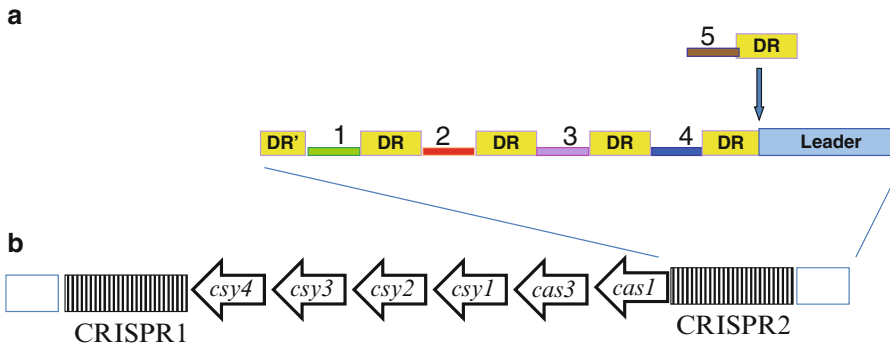 a
5 DR
DR' 1 DR 2 DR 3 DR 4 DR Leader
b
csy4 csy3 csy2 csy1 cas3 cas1
CRISPR1 CRISPR2